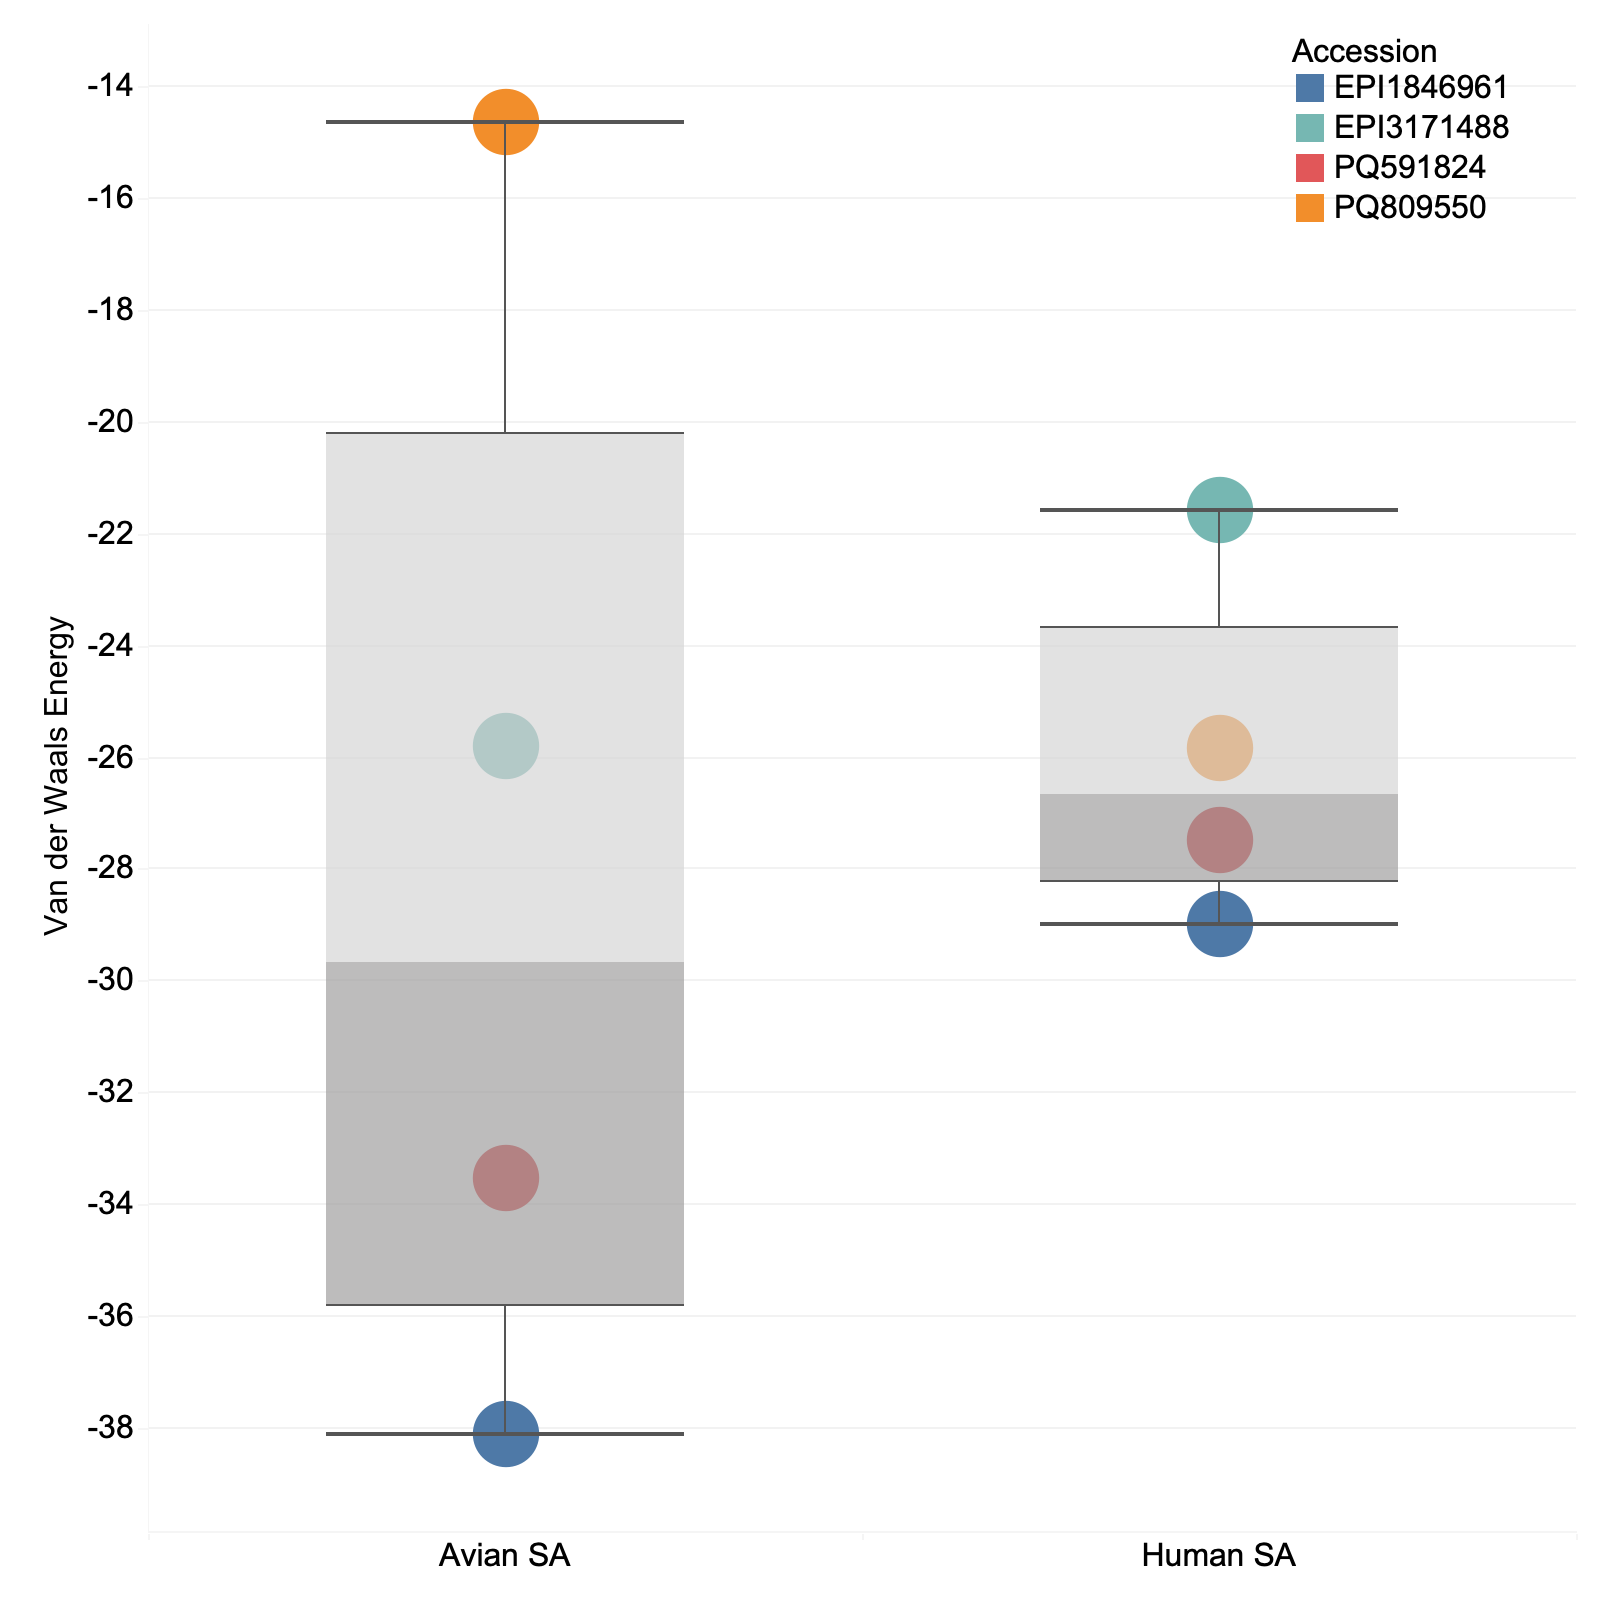 Accession
EPI1846961
EPI3171488
PQ591824
PQ809550
Van der Waals Energy
-14
-16
-18
-20
-22
-24
-26
-28
-30
-32
-34
-36
-38
Avian SA
Human SA